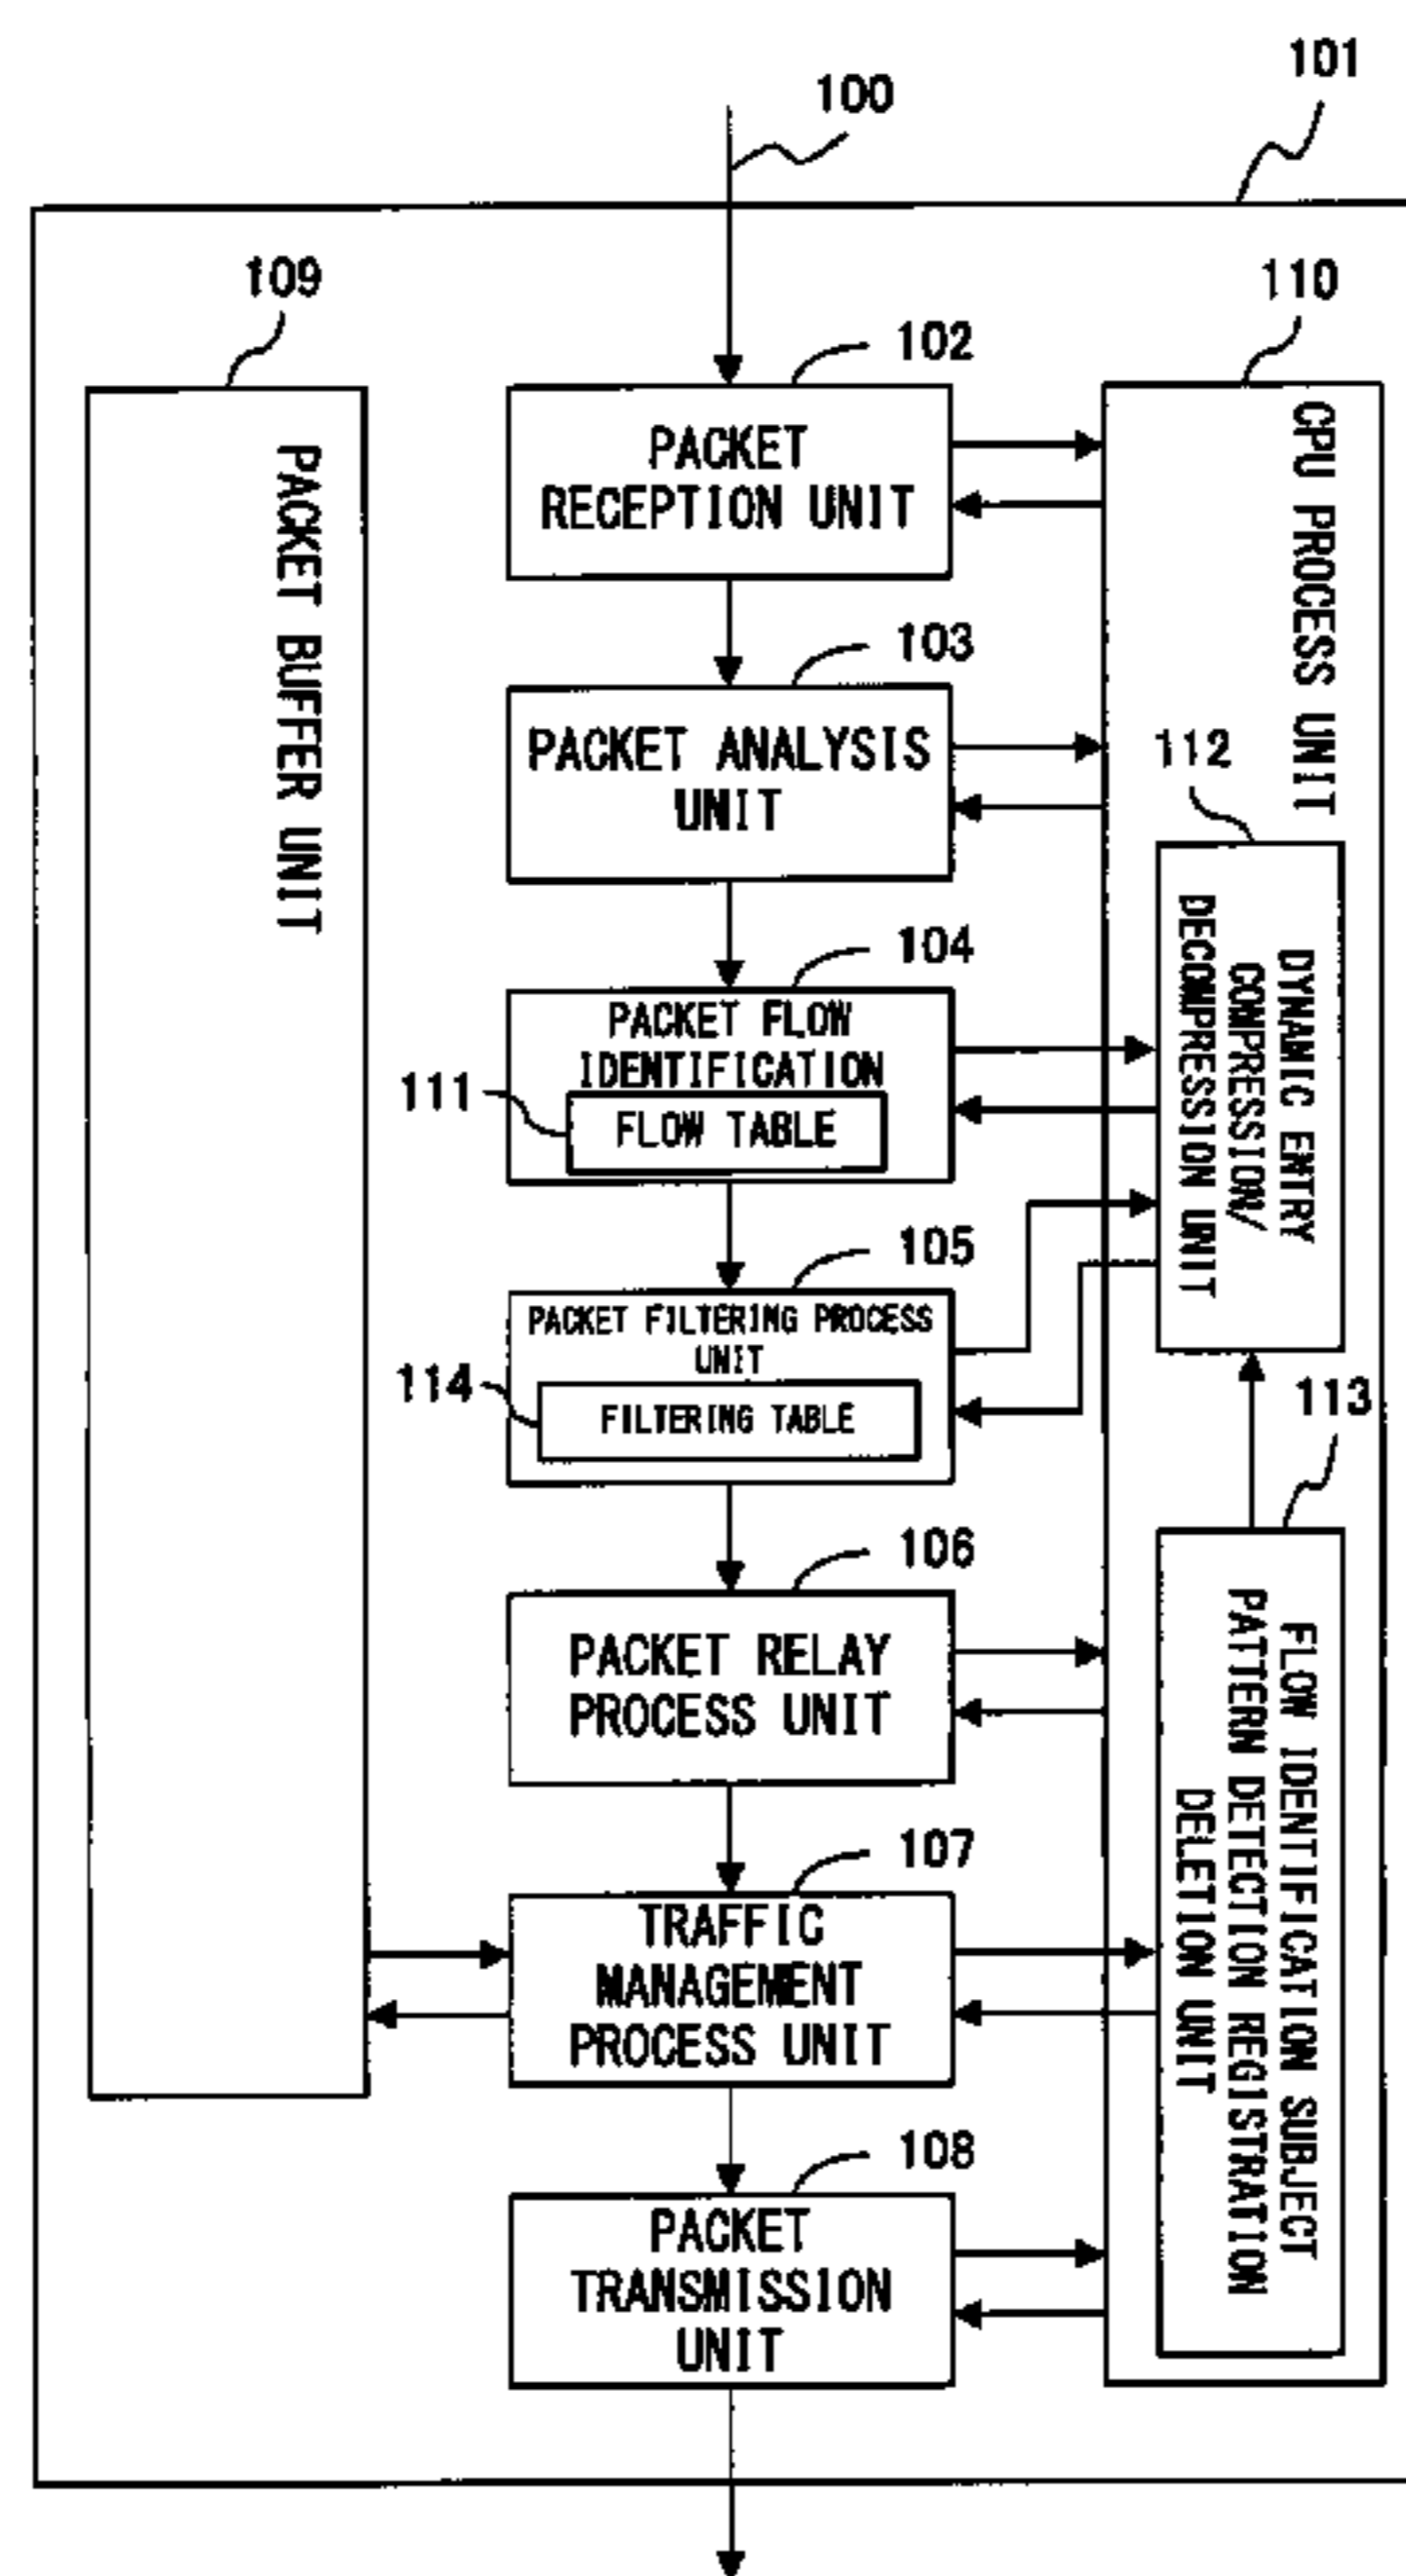 101
100
109
110
102
PACKET
RECEPTION UNIT
CPU PROCESS UNIT
PACKET BUFFER UNIT
103
PACKET ANALYSIS
UNIT
112
DYNAMIC ENTRY
COMPRESSION/
DECOMPRESSION UNIT
104
PACKET FLOW
IDENTIFICATION
111
FLOW TABLE
105
PACKET FILTERING PROCESS
UNIT
114
FILTERING TABLE
113
106
PACKET RELAY
PROCESS UNIT
FLOW IDENTIFICATION SUBJECT
PATTERN DETECTION REGISTRATION
DELETION UNIT
107
TRAFFIC
MANAGEMENT
PROCESS UNIT
108
PACKET
TRANSMISSION
UNIT